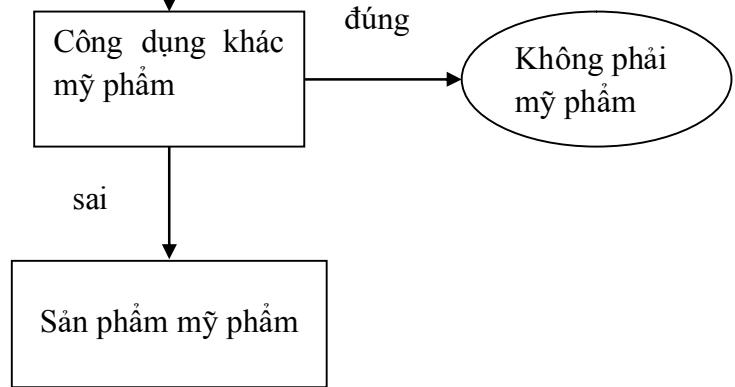 đúng
Công dụng khác
mỹ phẩm
Không phải
mỹ phẩm
sai
Sản phẩm mỹ phẩm